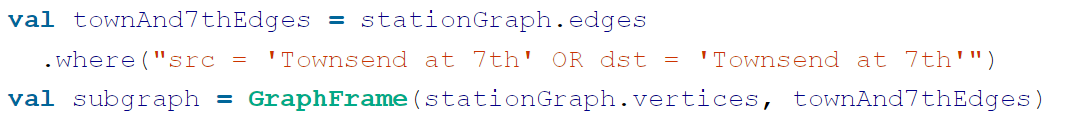 val townAnd7thEdges = stationGraph.edges
  .where("src = 'Townsend at 7th' OR dst = 'Townsend at 7th'")
val subgraph = GraphFrame(stationGraph.vertices, townAnd7thEdges)